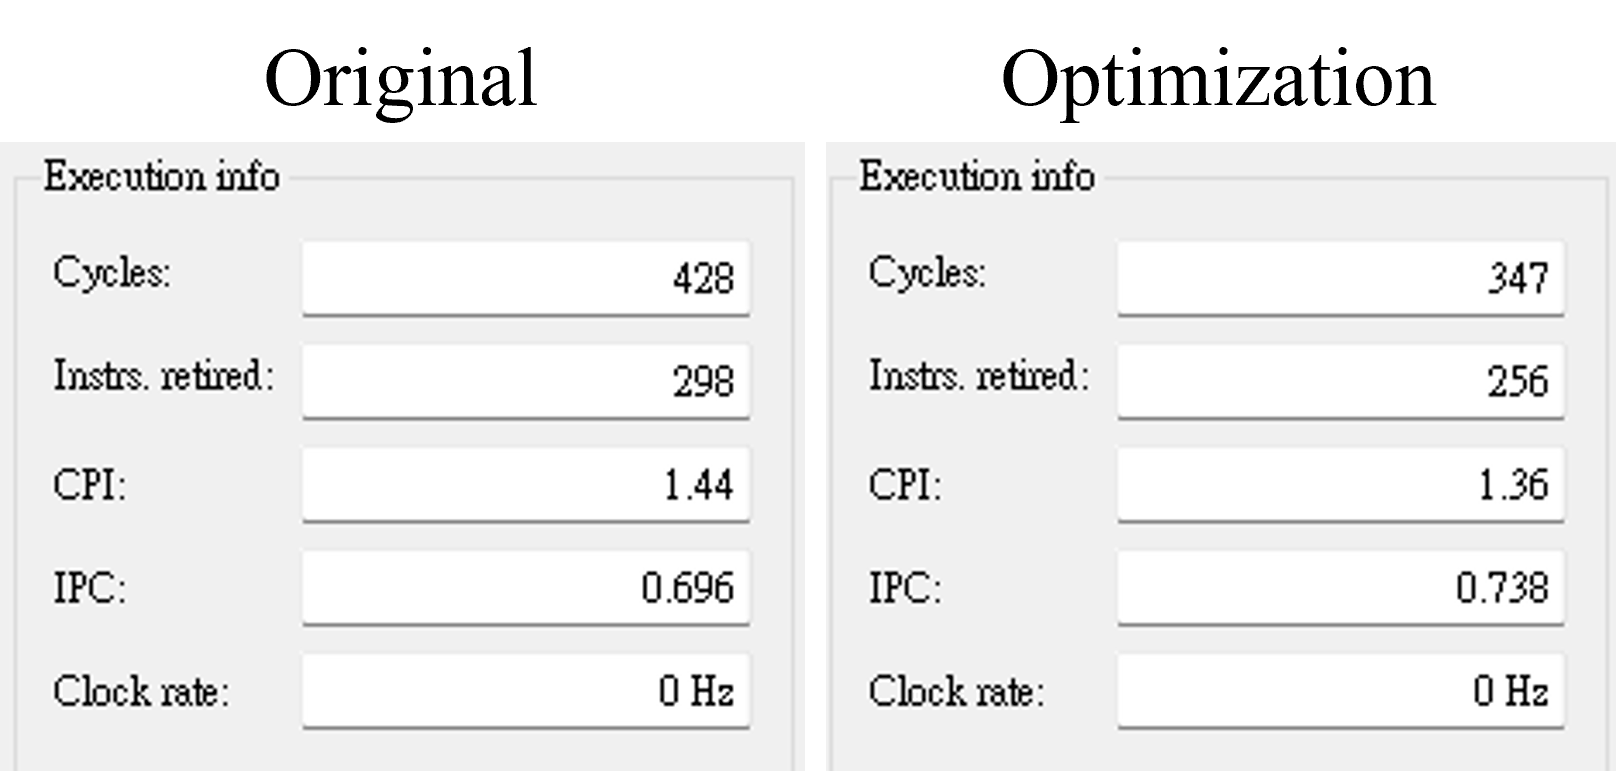 Original
Execution info
Cycles: 428
Instrs. retired: 298
CPI: 1.44
IPC: 0.696
Clock rate: 0 Hz
Optimization
Execution info
Cycles: 347
Instrs. retired: 256
CPI: 1.36
IPC: 0.738
Clock rate: 0 Hz